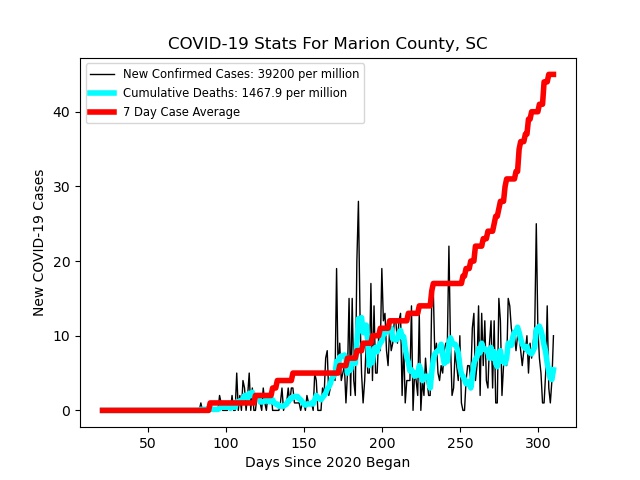 COVID-19 Stats For Marion County, SC
New Confirmed Cases: 39200 per million
Cumulative Deaths: 1467.9 per million
7 Day Case Average
New COVID-19 Cases
40
30
20
10
0
50 100 150 200 250 300
Days Since 2020 Began